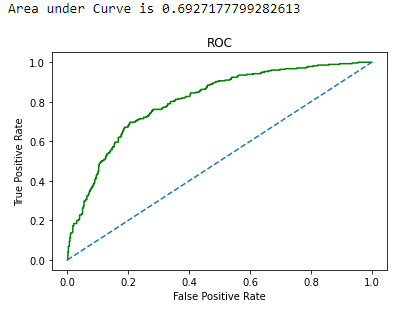 Area under Curve is 0.6927177799282613
ROC
True Positive Rate
1.0
0.8
0.6
0.4
0.2
0.0
0.0 0.2 0.4 0.6 0.8 1.0
False Positive Rate